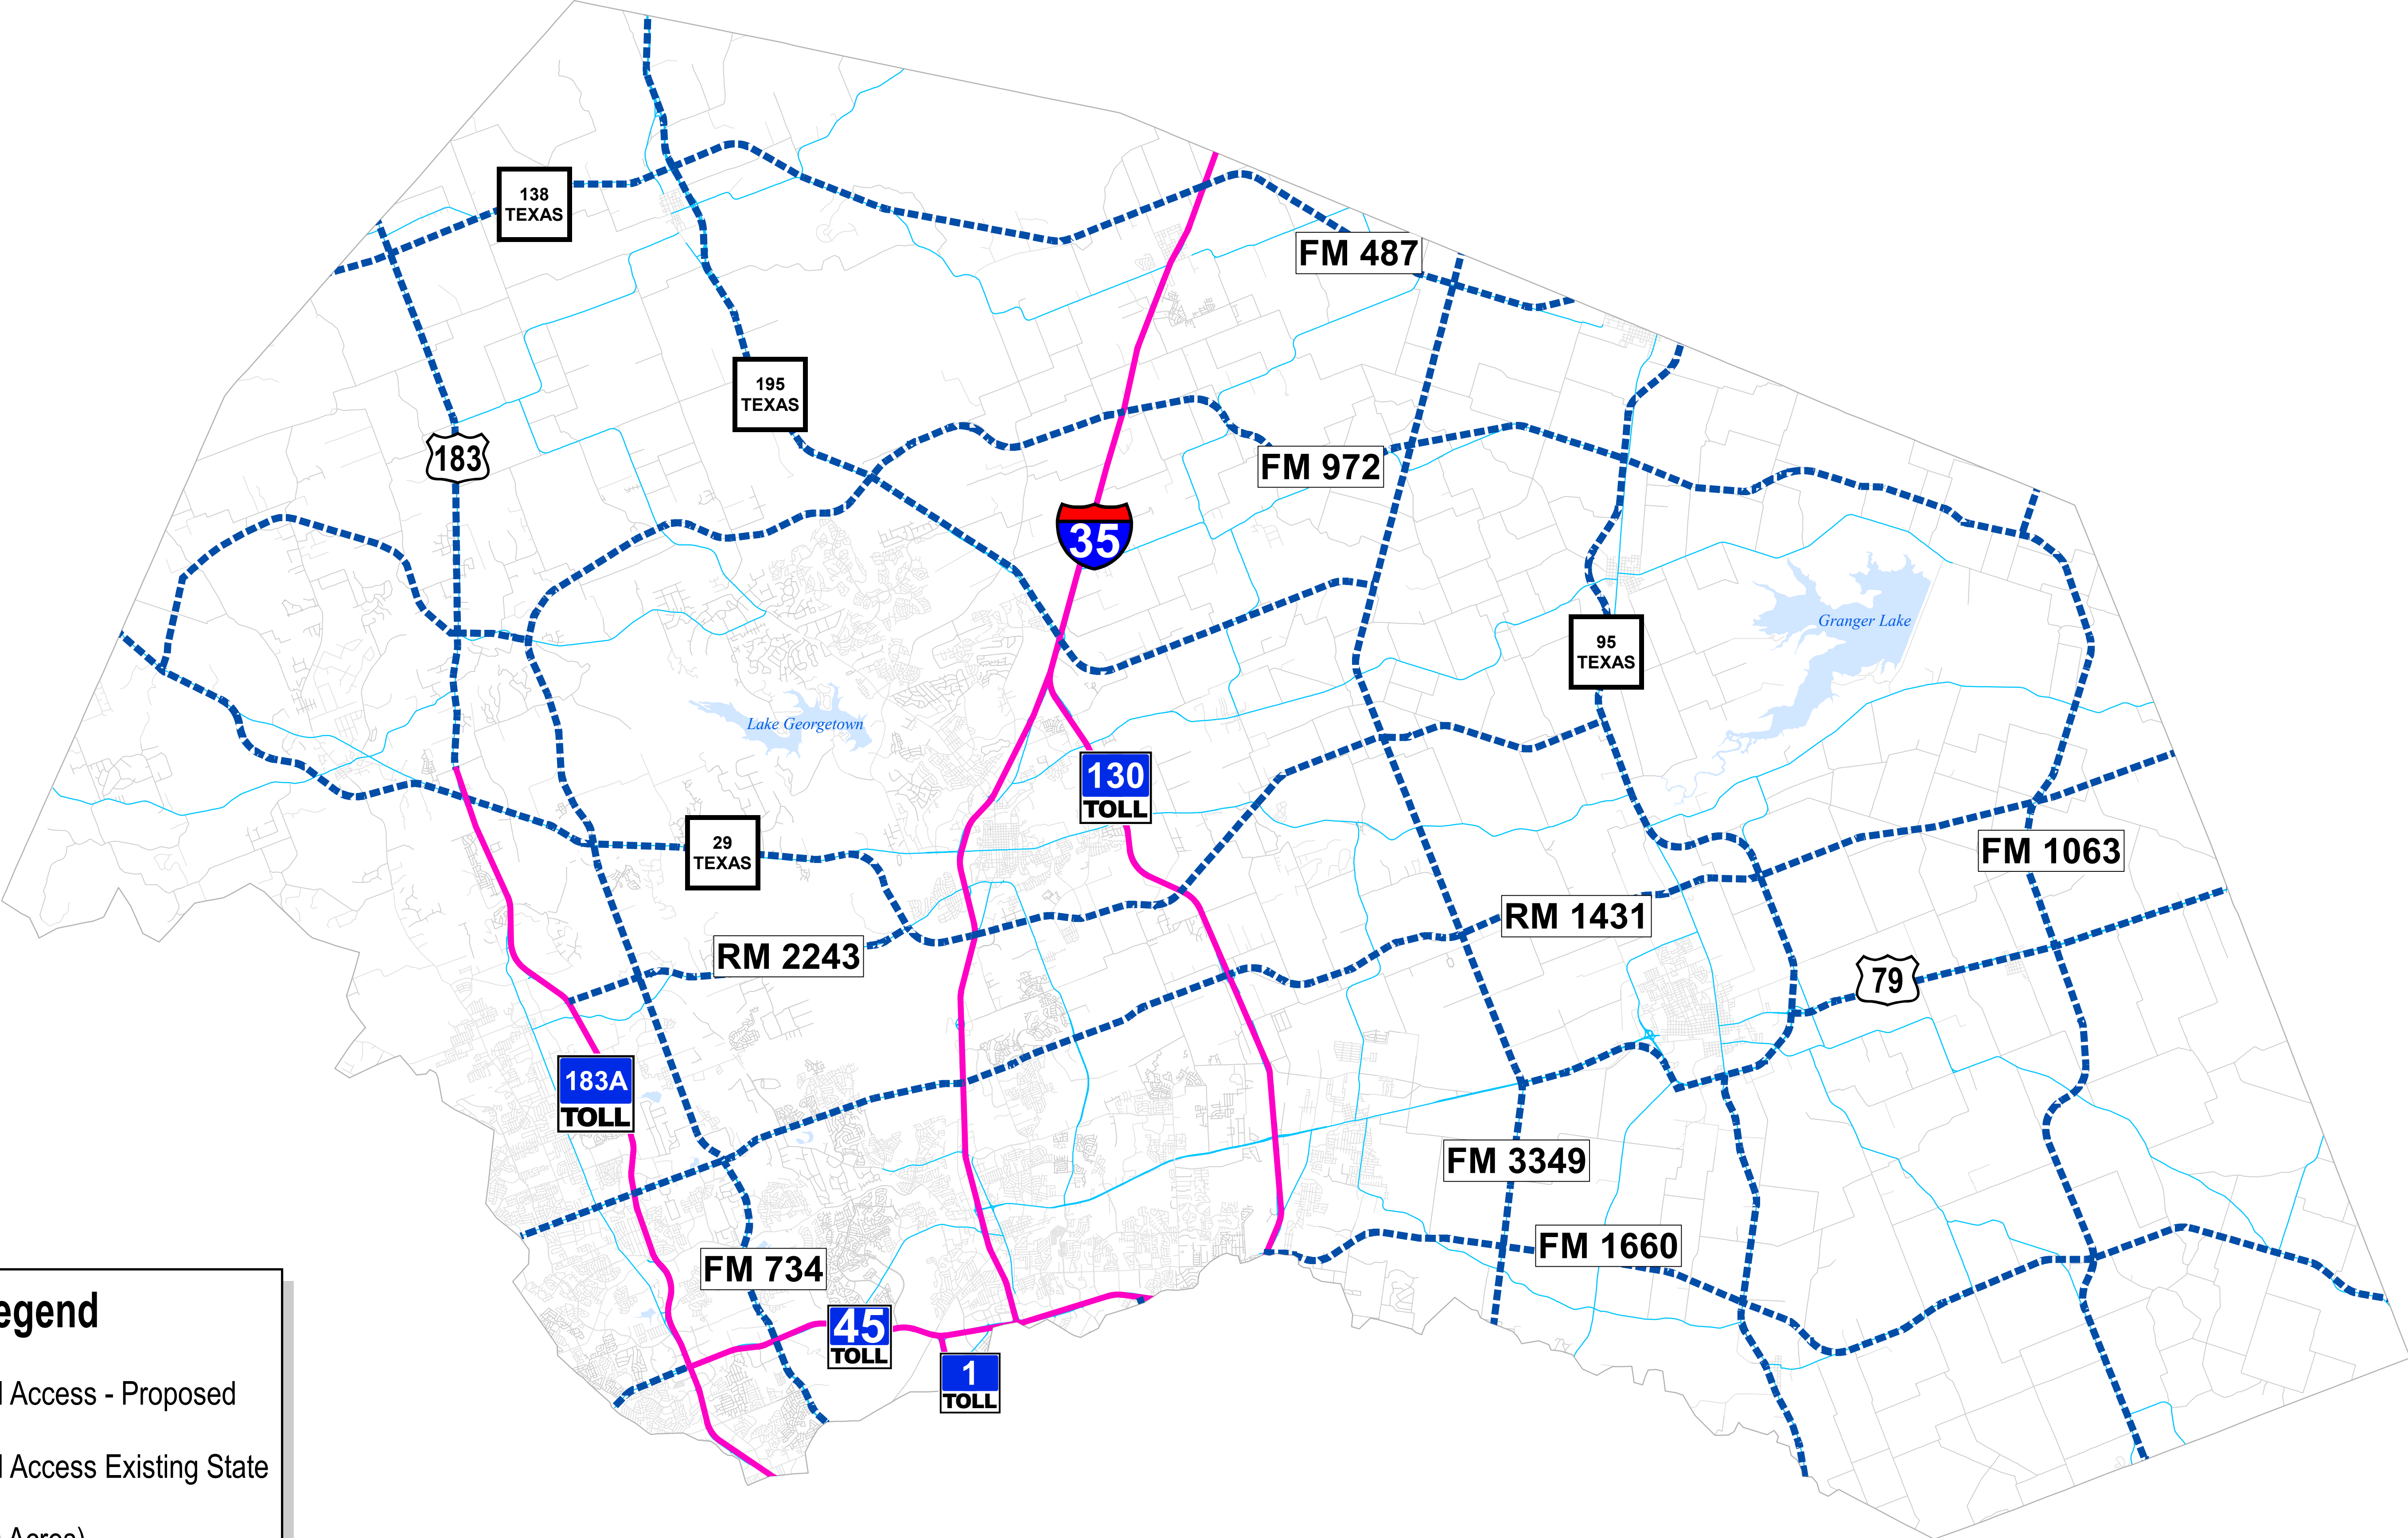 138
TEXAS
FM 487
195
TEXAS
183
FM 972
35
Granger Lake
95
TEXAS
Lake Georgetown
130
TOLL
29
TEXAS
FM 1063
RM 1431
RM 2243
79
183A
TOLL
FM 3349
FM 1660
FM 734
45
TOLL
1
TOLL
egend
Access - Proposed
Access Existing State
Acres)